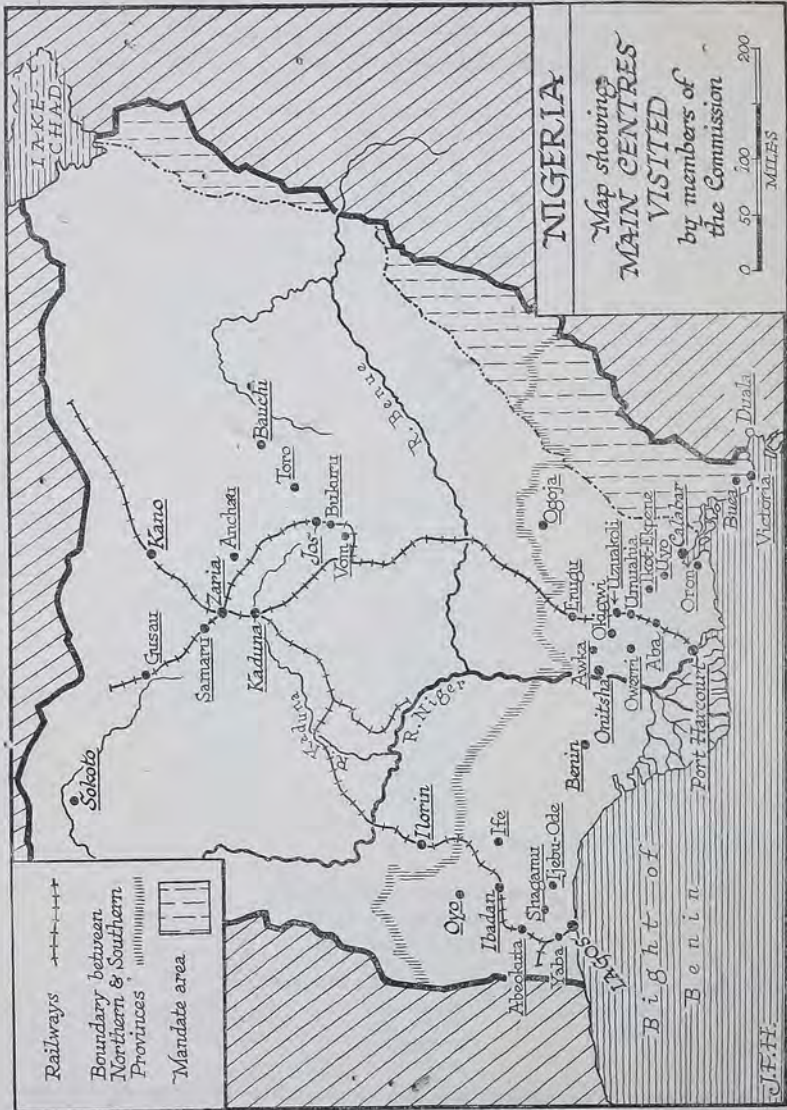 Railways
Boundary between
Northern & Southern
Provinces
Mandate area
LAKE
CHAD
Sokoto
Gusau
Kano
Samaru
Zaria
Anchau
Kaduna
Bauchi
Toro
Jos
Bukuru
Vom
R. Kaduna
R. Niger
R. Benue
Ilorin
Oyo
Ife
Ibadan
Shagamu
Ijebu-Ode
Abeokuta
Yaba
LAGOS
Benin
Enugu
Ogoja
Awka
Okigwi
Uzuakoli
Onitsha
Umuahia
Ikot-Ekpene
Owerri
Uyo
Aba
Calabar
Oron
Port Harcourt
Buea
Duala
Victoria
Bight of
Benin
NIGERIA
Map showing
MAIN CENTRES
VISITED
by members of
the Commission
0 50 100 200
MILES
J.F.H.